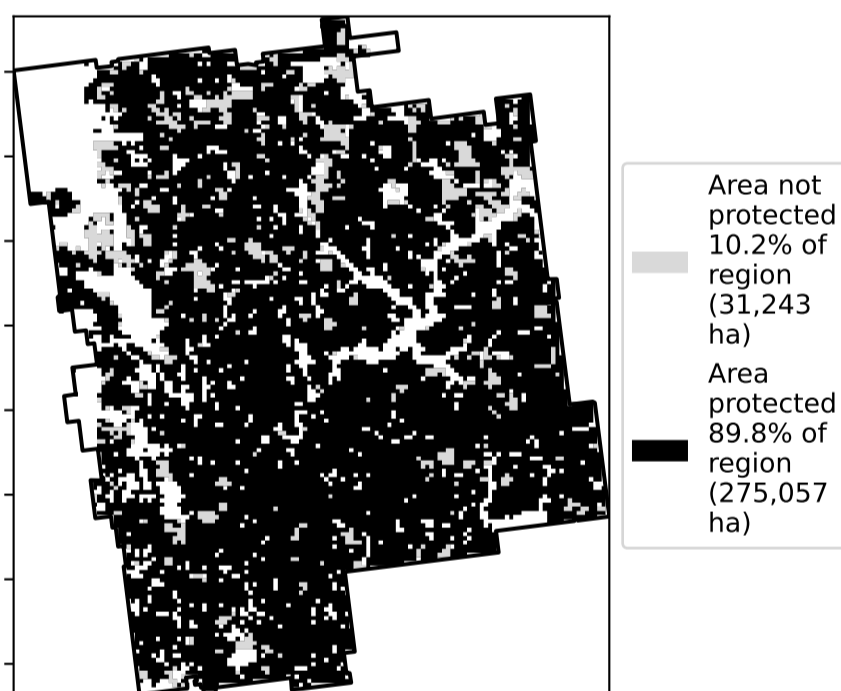 Area not
protected
10.2% of
region
(31,243
ha)
Area
protected
89.8% of
region
(275,057
ha)